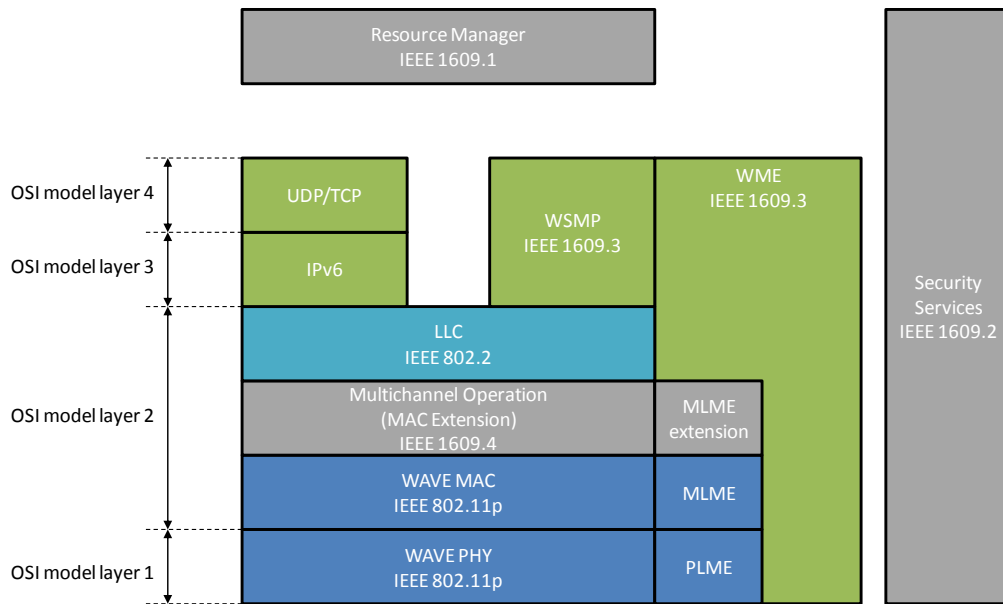 Resource Manager
IEEE 1609.1
OSI model layer 4
UDP/TCP
WSMP
IEEE 1609.3
WME
IEEE 1609.3
OSI model layer 3
IPv6
Security
Services
IEEE 1609.2
OSI model layer 2
LLC
IEEE 802.2
Multichannel Operation
(MAC Extension)
IEEE 1609.4
MLME
extension
WAVE MAC
IEEE 802.11p
MLME
OSI model layer 1
WAVE PHY
IEEE 802.11p
PLME